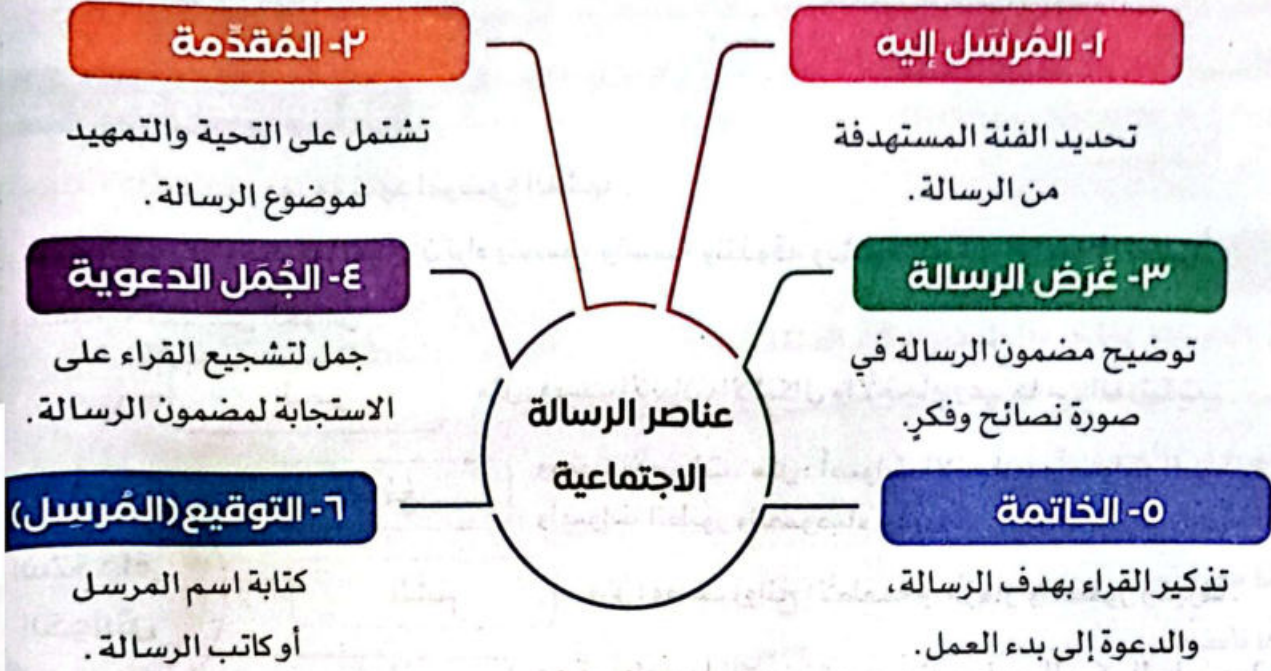 ١- المُرسَل إليه
تحديد الفئة المستهدفة
من الرسالة.
٢- المُقدِّمة
تشتمل على التحية والتمهيد
لموضوع الرسالة.
٣- غَرَض الرسالة
توضيح مضمون الرسالة في
صورة نصائح وفكرٍ.
٤- الجُمَل الدعوية
جمل لتشجيع القراء على
الاستجابة لمضمون الرسالة.
عناصر الرسالة
الاجتماعية
٥- الخاتمة
تذكير القراء بهدف الرسالة،
والدعوة إلى بدء العمل.
٦- التوقيع (المُرسِل)
كتابة اسم المرسل
أو كاتب الرسالة.